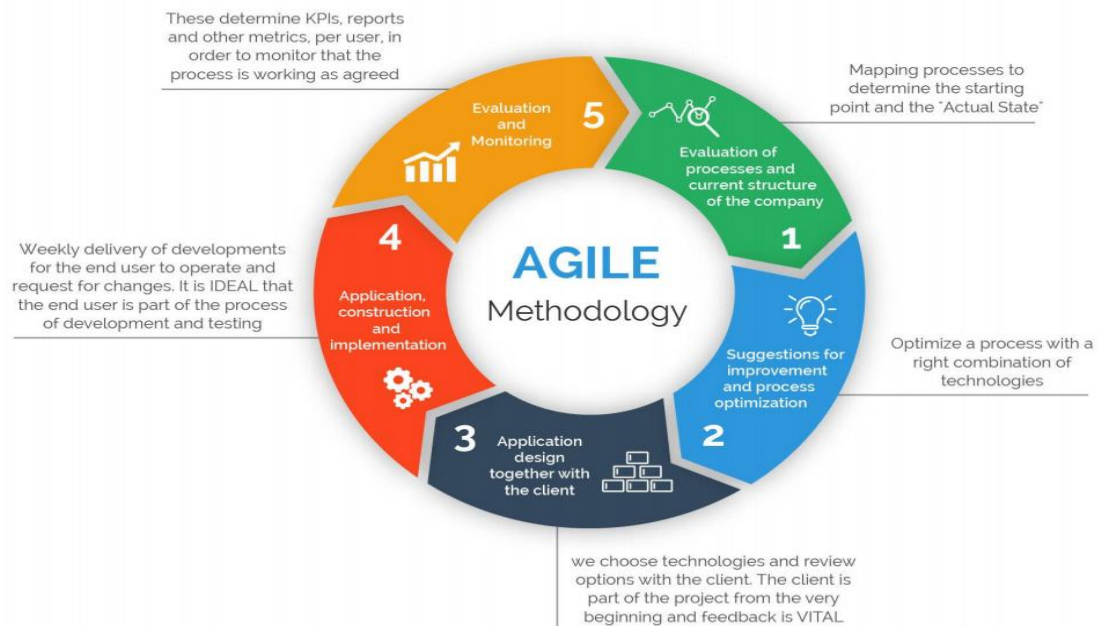 These determine KPIs, reports
and other metrics, per user, in
order to monitor that the
process is working as agreed
Mapping processes to
determine the starting
point and the "Actual State"
Evaluation
and
Monitoring
5
Evaluation of
processes and
current structure
of the company
1
AGILE
Methodology
4
Application,
construction
and
implementation
Weekly delivery of developments
for the end user to operate and
request for changes. It is IDEAL that
the end user is part of the process
of development and testing
Suggestions for
improvement
and process
optimization
2
Optimize a process with a
right combination of
technologies
3
Application
design
together with
the client
we choose technologies and review
options with the client. The client is
part of the project from the very
beginning and feedback is VITAL